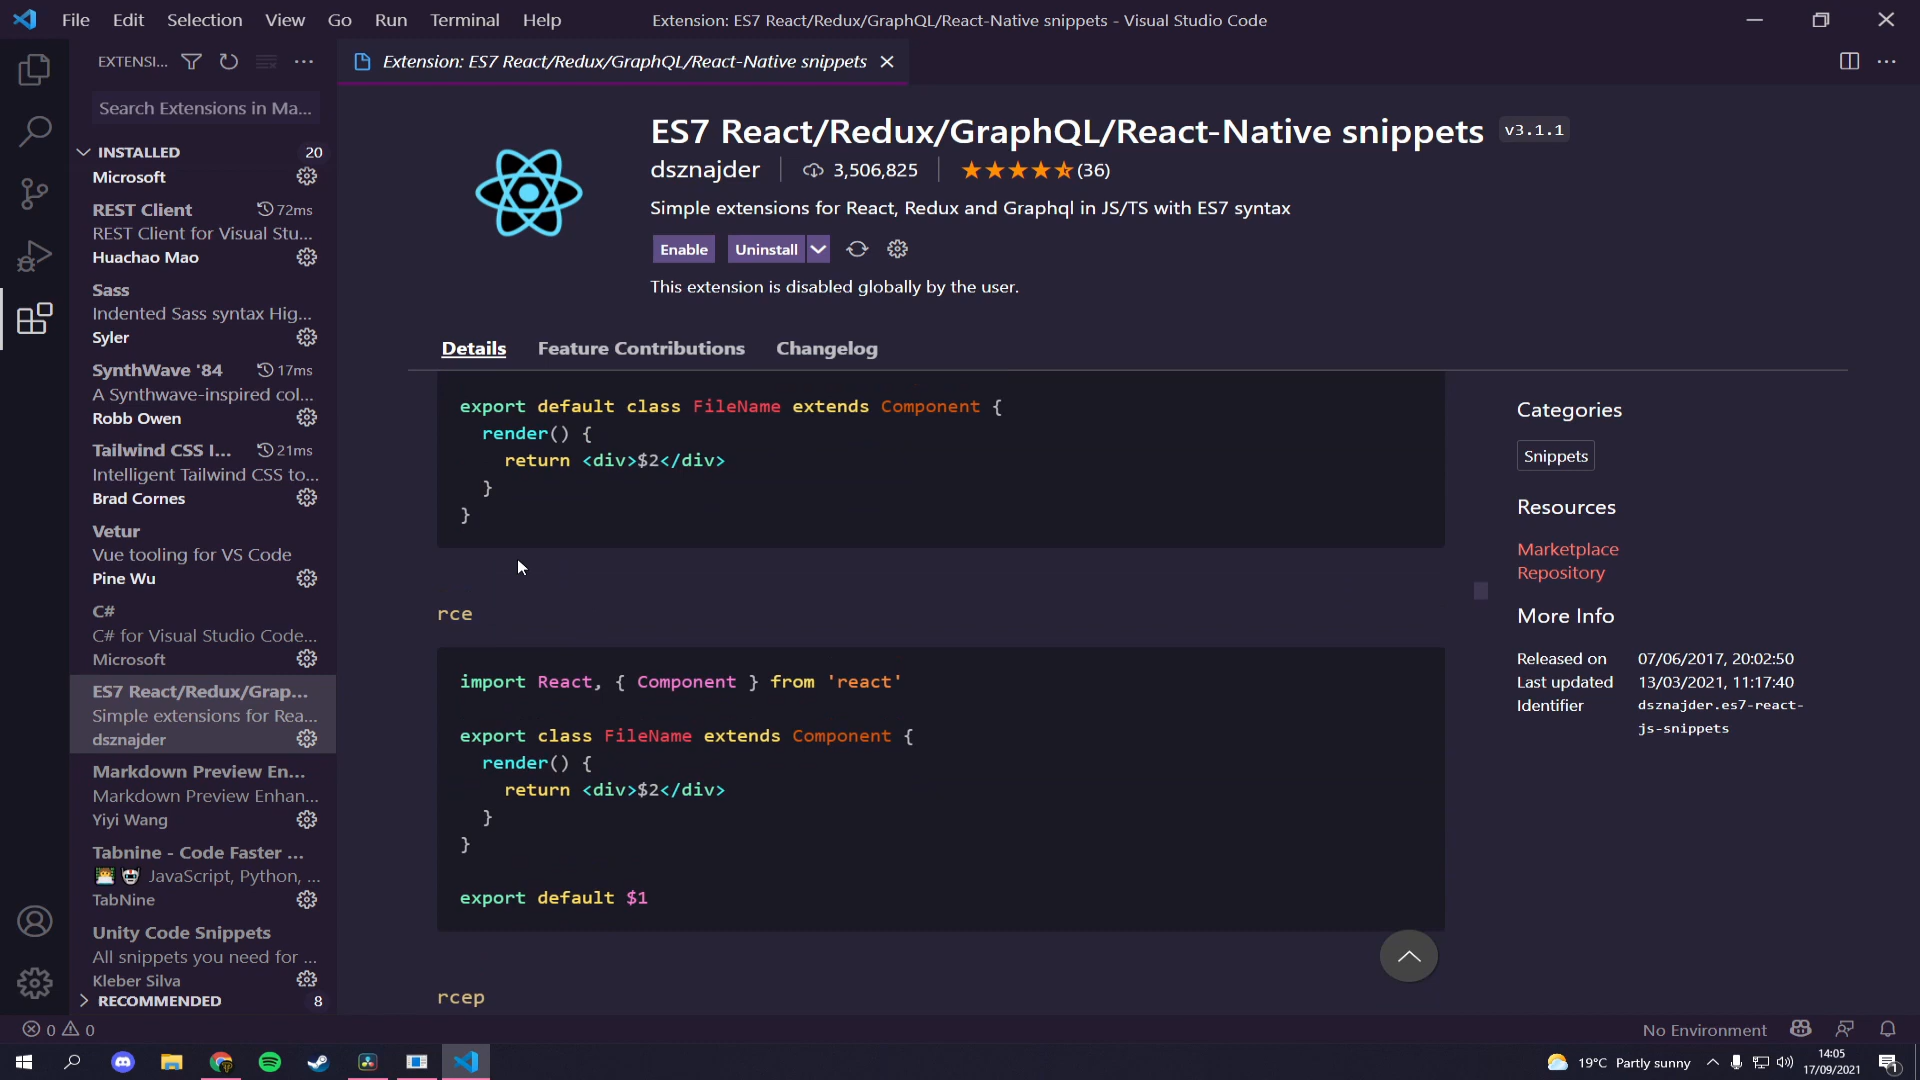 File Edit Selection View Go Run Terminal Help
Extension: ES7 React/Redux/GraphQL/React-Native snippets - Visual Studio Code
EXTENSI...
Extension: ES7 React/Redux/GraphQL/React-Native snippets
Search Extensions in Ma...
INSTALLED 20
Microsoft
REST Client 72ms
REST Client for Visual Stu...
Huachao Mao
Sass
Indented Sass syntax Hig...
Syler
SynthWave '84 17ms
A Synthwave-inspired col...
Robb Owen
Tailwind CSS I... 21ms
Intelligent Tailwind CSS to...
Brad Cornes
Vetur
Vue tooling for VS Code
Pine Wu
C#
C# for Visual Studio Code...
Microsoft
ES7 React/Redux/Grap...
Simple extensions for Rea...
dsznajder
Markdown Preview En...
Markdown Preview Enhan...
Yiyi Wang
Tabnine - Code Faster ...
JavaScript, Python, ...
TabNine
Unity Code Snippets
All snippets you need for ...
Kleber Silva
RECOMMENDED 8
ES7 React/Redux/GraphQL/React-Native snippets v3.1.1
dsznajder 3,506,825 (36)
Simple extensions for React, Redux and Graphql in JS/TS with ES7 syntax
Enable Uninstall
This extension is disabled globally by the user.
Details Feature Contributions Changelog
export default class FileName extends Component {
render() {
return <div>$2</div>
}
}
rce
import React, { Component } from 'react'
export class FileName extends Component {
render() {
return <div>$2</div>
}
}
export default $1
rcep
Categories
Snippets
Resources
Marketplace
Repository
More Info
Released on 07/06/2017, 20:02:50
Last updated 13/03/2021, 11:17:40
Identifier dsznajder.es7-react-
js-snippets
0 0
No Environment
19°C Partly sunny
14:05
17/09/2021
1